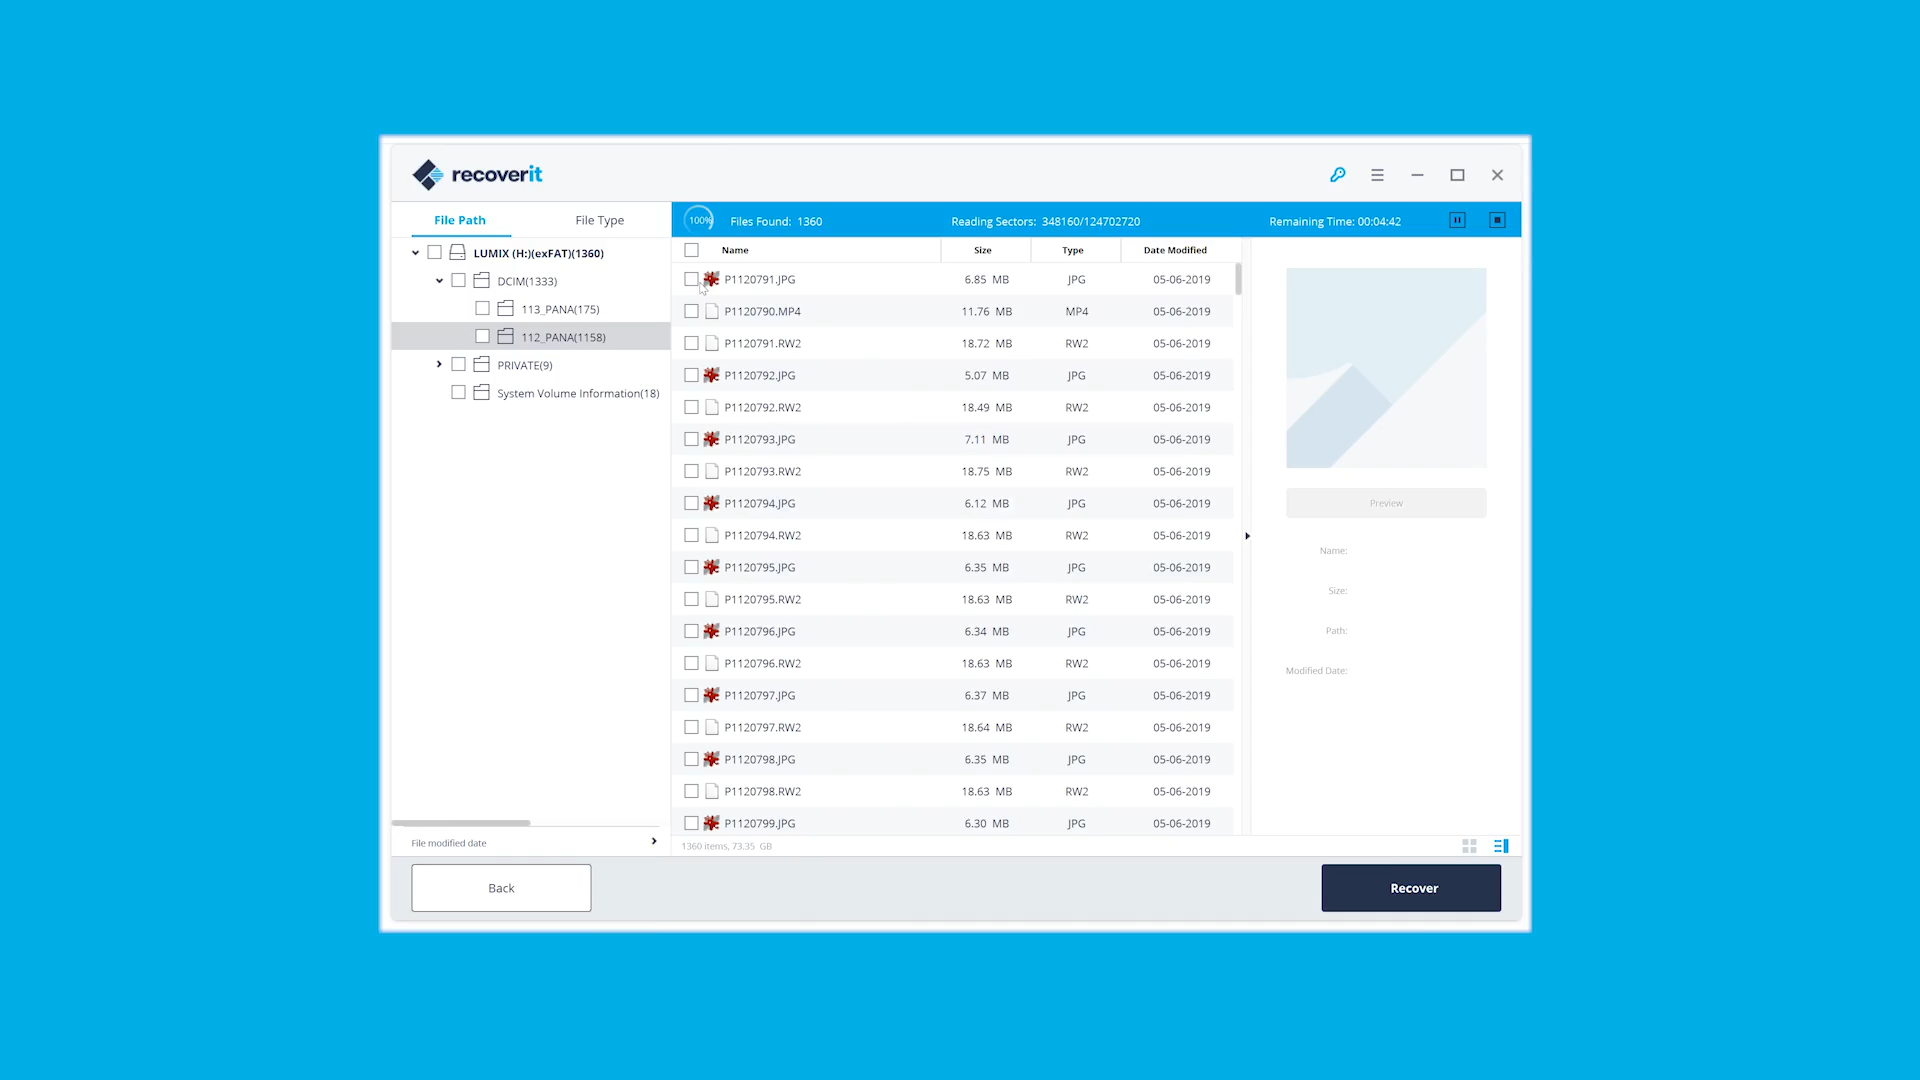 recoverit
File Path
File Type
100%
Files Found: 1360
Reading Sectors: 348160/124702720
Remaining Time: 00:04:42
LUMIX (H:)(exFAT)(1360)
DCIM(1333)
113_PANA(175)
112_PANA(1158)
PRIVATE(9)
System Volume Information(18)
File modified date
Name Size Type Date Modified
P1120791.JPG 6.85 MB JPG 05-06-2019
P1120790.MP4 11.76 MB MP4 05-06-2019
P1120791.RW2 18.72 MB RW2 05-06-2019
P1120792.JPG 5.07 MB JPG 05-06-2019
P1120792.RW2 18.49 MB RW2 05-06-2019
P1120793.JPG 7.11 MB JPG 05-06-2019
P1120793.RW2 18.75 MB RW2 05-06-2019
P1120794.JPG 6.12 MB JPG 05-06-2019
P1120794.RW2 18.63 MB RW2 05-06-2019
P1120795.JPG 6.35 MB JPG 05-06-2019
P1120795.RW2 18.63 MB RW2 05-06-2019
P1120796.JPG 6.34 MB JPG 05-06-2019
P1120796.RW2 18.63 MB RW2 05-06-2019
P1120797.JPG 6.37 MB JPG 05-06-2019
P1120797.RW2 18.64 MB RW2 05-06-2019
P1120798.JPG 6.35 MB JPG 05-06-2019
P1120798.RW2 18.63 MB RW2 05-06-2019
P1120799.JPG 6.30 MB JPG 05-06-2019
1360 items, 73.35 GB
Preview
Name:
Size:
Path:
Modified Date:
Back
Recover